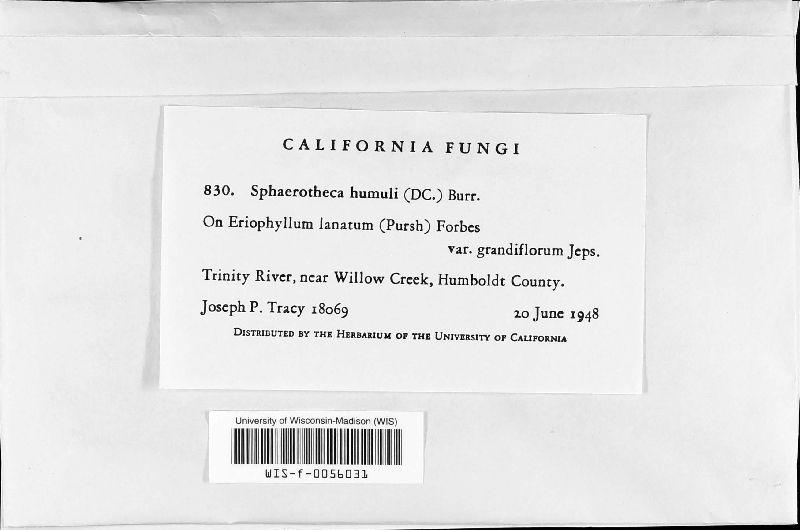 CALIFORNIA FUNGI
830. Sphaerotheca humuli (DC.) Burr.
On Eriophyllum lanatum (Pursh) Forbes
var. grandiflorum Jeps.
Trinity River, near Willow Creek, Humboldt County.
Joseph P. Tracy 18069 20 June 1948
DISTRIBUTED BY THE HERBARIUM OF THE UNIVERSITY OF CALIFORNIA
University of Wisconsin-Madison (WIS)
WIS-f-0056031